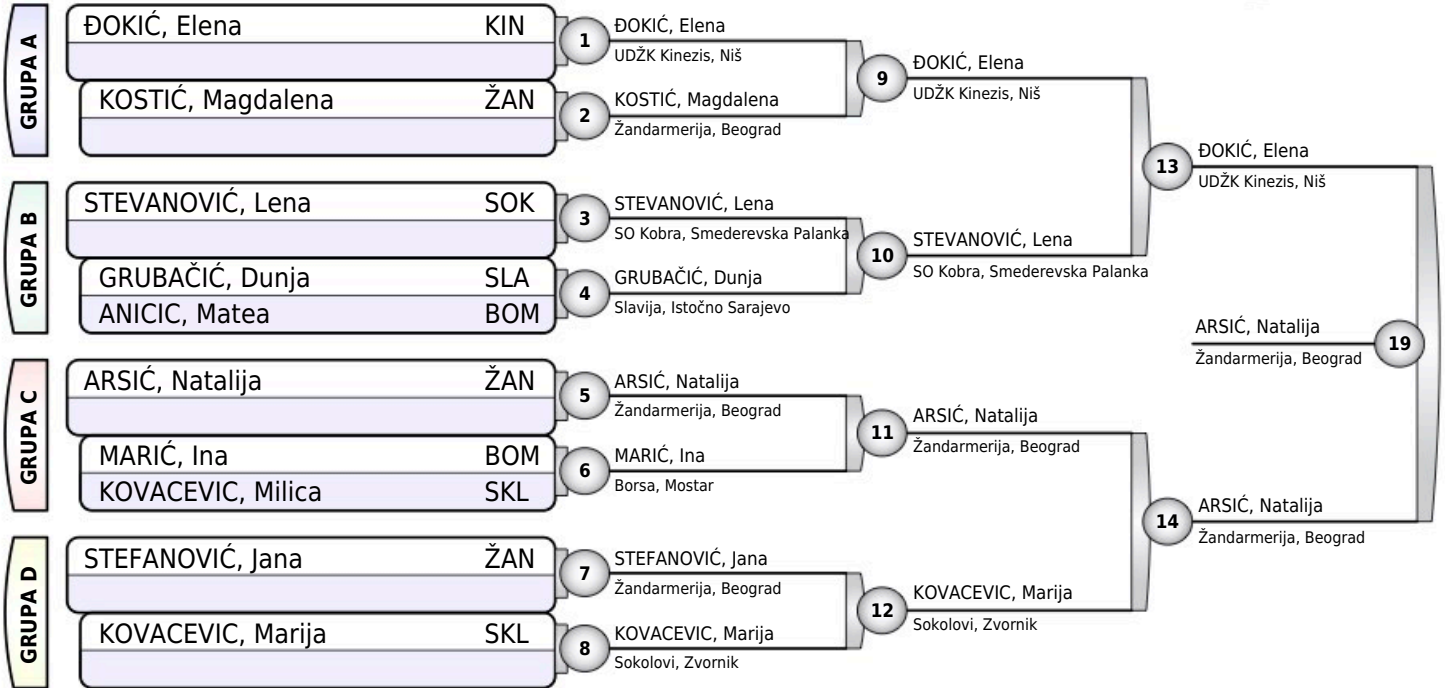 GRUPA A
ĐOKIĆ, Elena KIN
KOSTIĆ, Magdalena ŽAN
GRUPA B
STEVANOVIĆ, Lena SOK
GRUBAČIĆ, Dunja SLA
ANICIC, Matea BOM
GRUPA C
ARSIĆ, Natalija ŽAN
MARIĆ, Ina BOM
KOVACEVIC, Milica SKL
GRUPA D
STEFANOVIĆ, Jana ŽAN
KOVACEVIC, Marija SKL
1
ĐOKIĆ, Elena
UDŽK Kinezis, Niš
2
KOSTIĆ, Magdalena
Žandarmerija, Beograd
3
STEVANOVIĆ, Lena
SO Kobra, Smederevska Palanka
4
GRUBAČIĆ, Dunja
Slavija, Istočno Sarajevo
5
ARSIĆ, Natalija
Žandarmerija, Beograd
6
MARIĆ, Ina
Borsa, Mostar
7
STEFANOVIĆ, Jana
Žandarmerija, Beograd
8
KOVACEVIC, Marija
Sokolovi, Zvornik
9
ĐOKIĆ, Elena
UDŽK Kinezis, Niš
10
STEVANOVIĆ, Lena
SO Kobra, Smederevska Palanka
11
ARSIĆ, Natalija
Žandarmerija, Beograd
12
KOVACEVIC, Marija
Sokolovi, Zvornik
13
ĐOKIĆ, Elena
UDŽK Kinezis, Niš
14
ARSIĆ, Natalija
Žandarmerija, Beograd
ARSIĆ, Natalija
Žandarmerija, Beograd
19